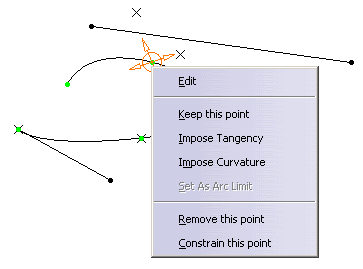 Edit
Keep this point
Impose Tangency
Impose Curvature
Set As Arc Limit
Remove this point
Constrain this point